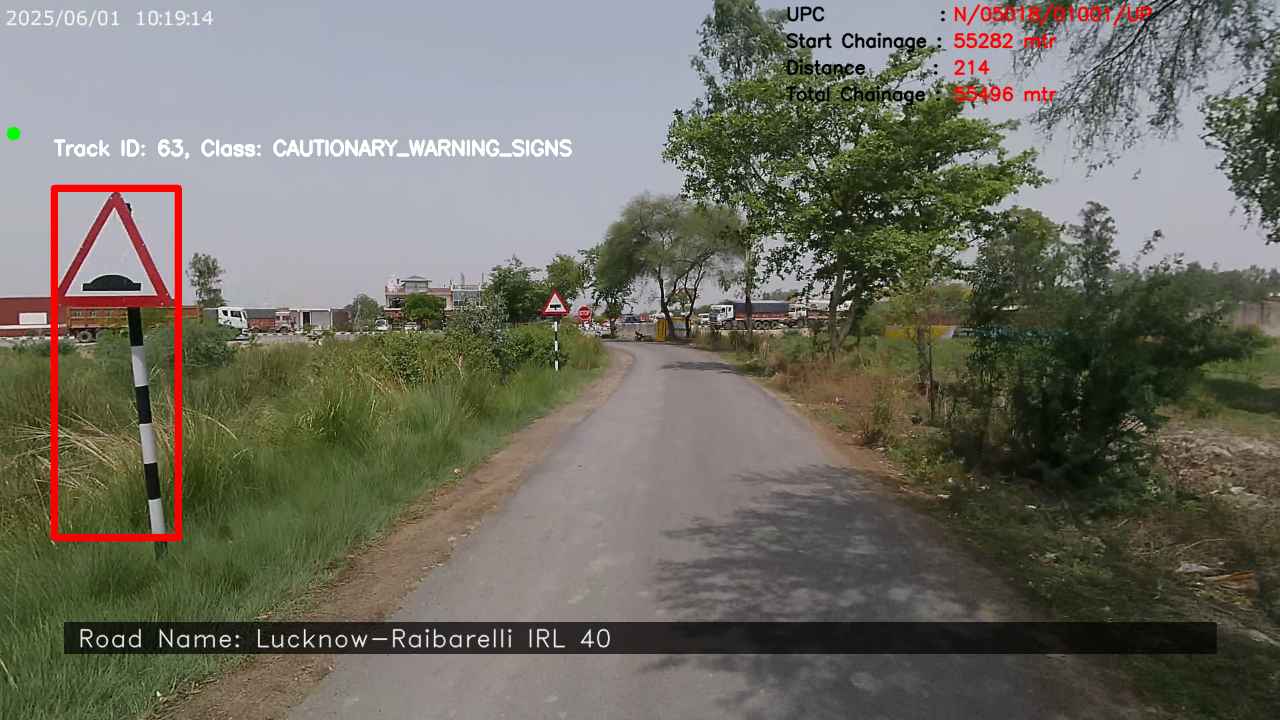 2025/06/01 10:19:14
UPC : N/05018/01001/UP
Start Chainage : 55282 mtr
Distance : 214
Total Chainage : 55496 mtr
Track ID: 63, Class: CAUTIONARY_WARNING_SIGNS
Road Name: Lucknow-Raibarelli IRL 40